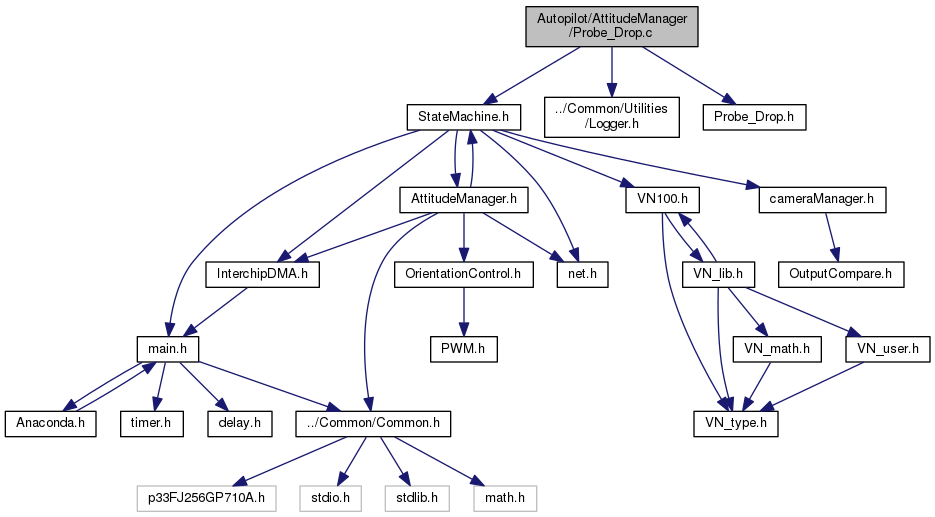 Autopilot/AttitudeManager
/Probe_Drop.c
StateMachine.h
../Common/Utilities
/Logger.h
Probe_Drop.h
AttitudeManager.h
VN100.h
cameraManager.h
InterchipDMA.h
OrientationControl.h
net.h
VN_lib.h
OutputCompare.h
main.h
PWM.h
VN_math.h
VN_user.h
Anaconda.h
timer.h
delay.h
../Common/Common.h
VN_type.h
p33FJ256GP710A.h
stdio.h
stdlib.h
math.h